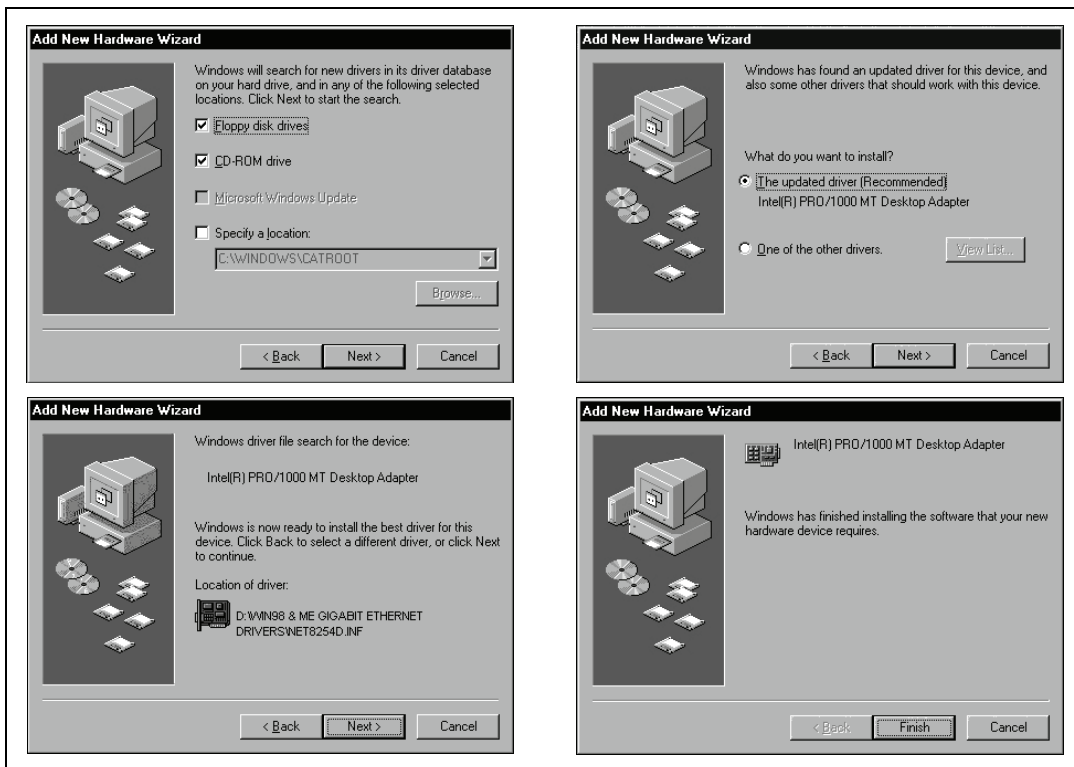 Add New Hardware Wizard
Windows will search for new drivers in its driver database
on your hard drive, and in any of the following selected
locations. Click Next to start the search.
Floppy disk drives
CD-ROM drive
Microsoft Windows Update
Specify a location:
C:\WINDOWS\CATROOT
Browse...
< Back
Next >
Cancel
Add New Hardware Wizard
Windows has found an updated driver for this device, and
also some other drivers that should work with this device.
What do you want to install?
The updated driver (Recommended)
Intel(R) PRO/1000 MT Desktop Adapter
One of the other drivers.
View List...
< Back
Next >
Cancel
Add New Hardware Wizard
Windows driver file search for the device:
Intel(R) PRO/1000 MT Desktop Adapter
Windows is now ready to install the best driver for this
device. Click Back to select a different driver, or click Next
to continue.
Location of driver:
D:\WIN98 & ME GIGABIT ETHERNET
DRIVERS\NET8254D.INF
< Back
Next >
Cancel
Add New Hardware Wizard
Intel(R) PRO/1000 MT Desktop Adapter
Windows has finished installing the software that your new
hardware device requires.
< Back
Finish
Cancel